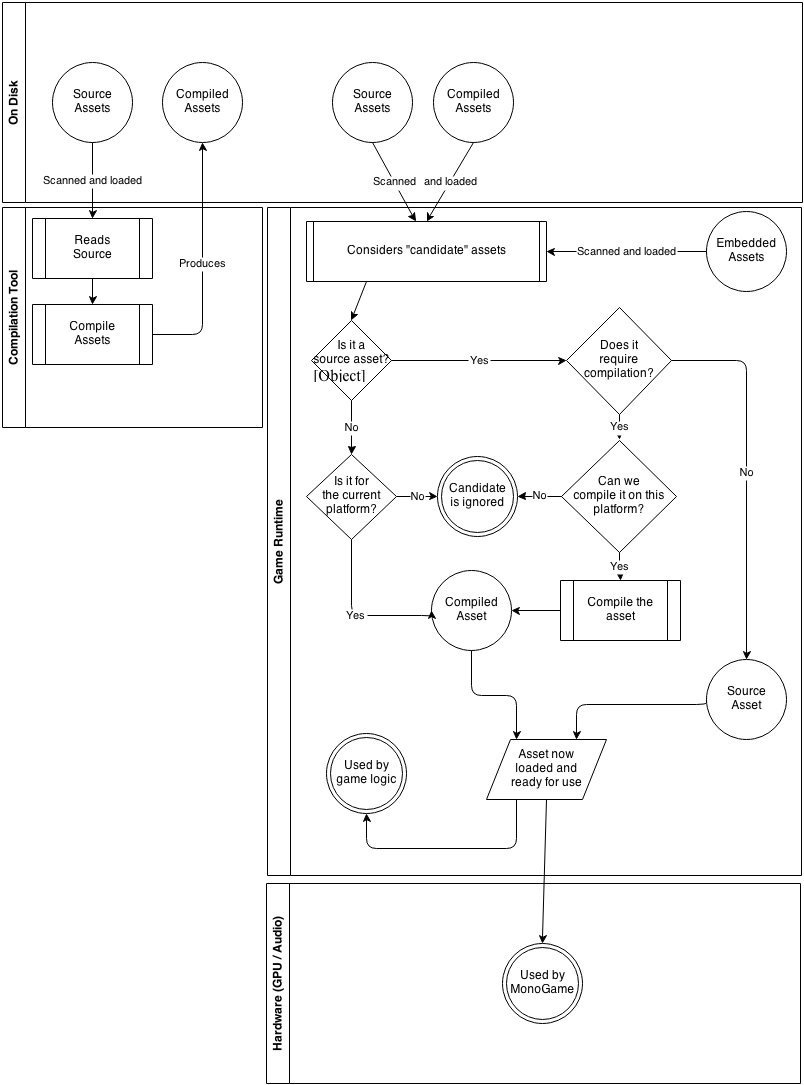 On Disk
Source
Assets
Compiled
Assets
Source
Assets
Compiled
Assets
Scanned and loaded
Scanned and loaded
Compilation Tool
Reads
Source
Compile
Assets
Produces
Game Runtime
Considers "candidate" assets
Scanned and loaded
Embedded
Assets
Is it a
source asset?
[Object]
Yes
Does it
require
compilation?
No
Yes
No
Is it for
the current
platform?
No
Candidate
is ignored
No
Can we
compile it on this
platform?
Yes
Yes
Compiled
Asset
Compile the
asset
Source
Asset
Used by
game logic
Asset now
loaded and
ready for use
Hardware (GPU / Audio)
Used by
MonoGame